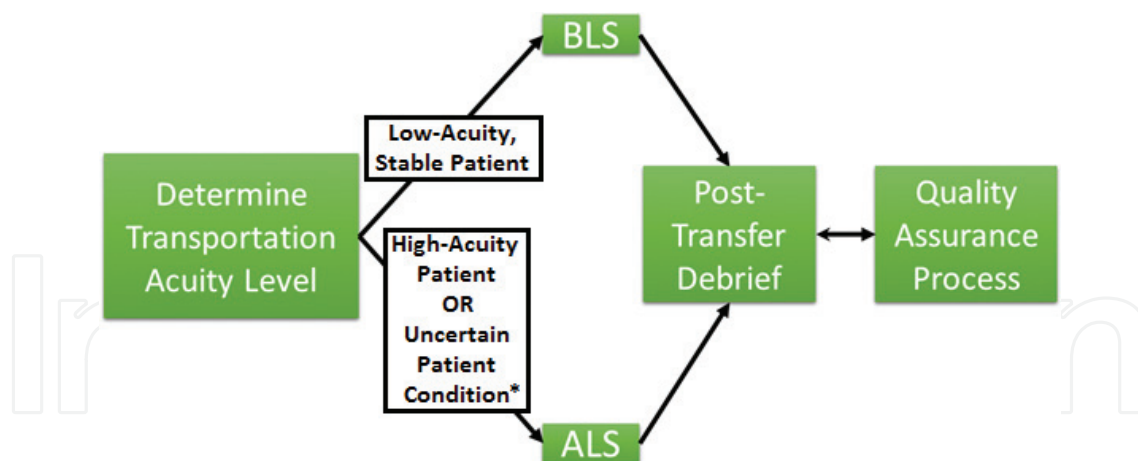 BLS
Low-Acuity,
Stable Patient
Determine
Transportation
Acuity Level
High-Acuity
Patient
OR
Uncertain
Patient
Condition*
ALS
Post-
Transfer
Debrief
Quality
Assurance
Process